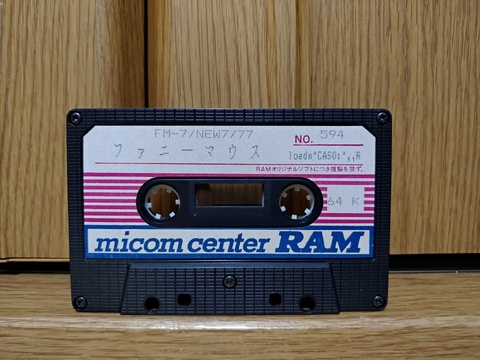 FM-7/NEW7/77
NO. 594
ファニーマウス
loadm"CAS0:",,R
RAMオリジナルソフトにつき複製を禁ず。
64 K
micom center RAM